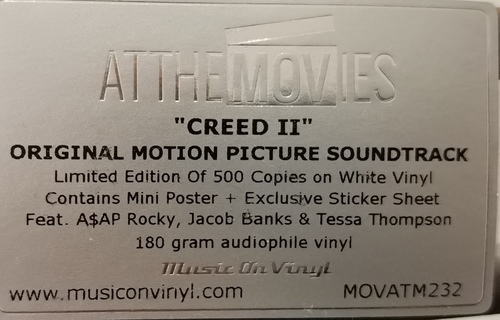 ATTHEMOVIES
"CREED II"
ORIGINAL MOTION PICTURE SOUNDTRACK
Limited Edition Of 500 Copies on White Vinyl
Contains Mini Poster + Exclusive Sticker Sheet
Feat. A$AP Rocky, Jacob Banks & Tessa Thompson
180 gram audiophile vinyl
Music On Vinyl
www.musiconvinyl.com MOVATM232